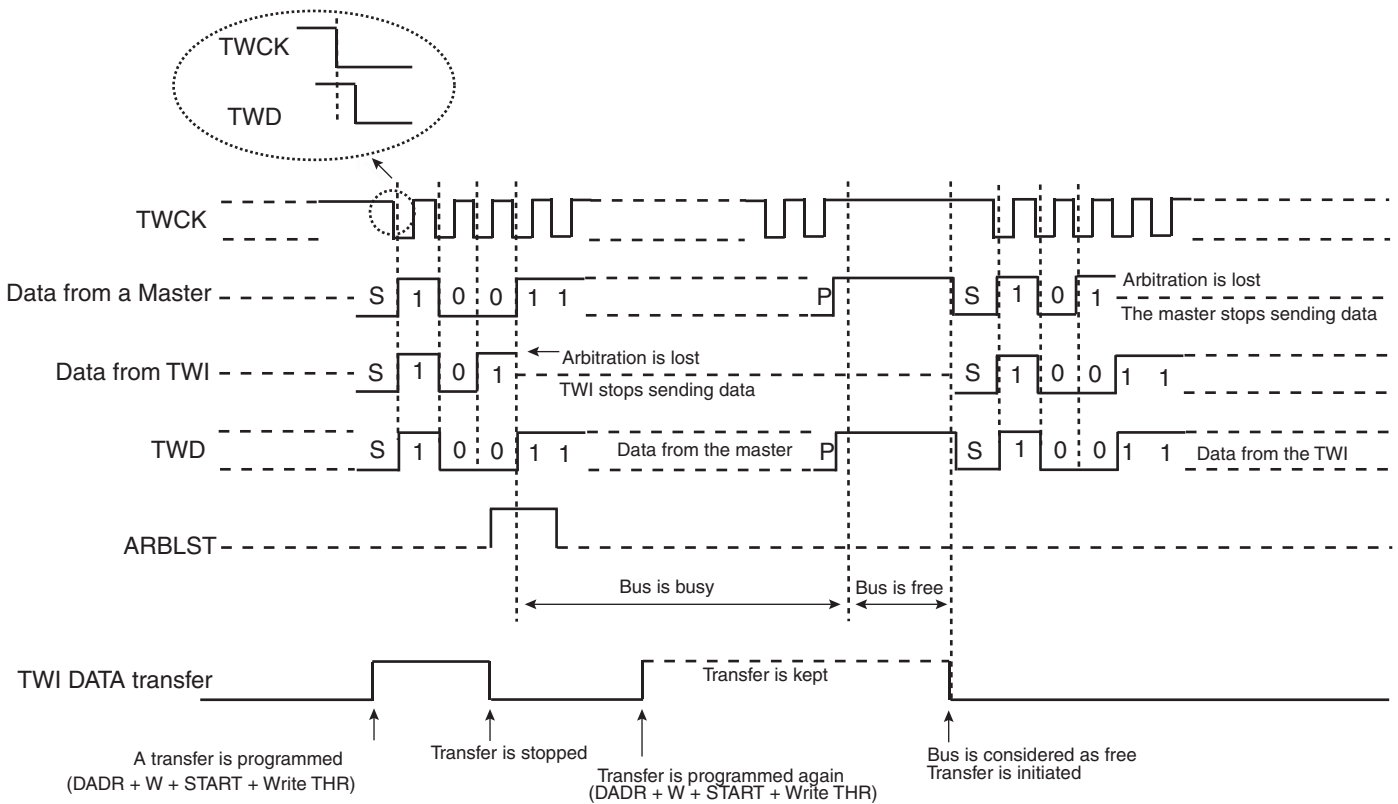 TWCK
TWD
TWCK
Data from a Master S 1 0 0 1 1 P S 1 0 1 Arbitration is lost
The master stops sending data
Data from TWI S 1 0 1 Arbitration is lost S 1 0 0 1 1
TWI stops sending data
TWD S 1 0 0 1 1 Data from the master P S 1 0 0 1 1 Data from the TWI
ARBLST
Bus is busy Bus is free
TWI DATA transfer Transfer is kept
A transfer is programmed
(DADR + W + START + Write THR)
Transfer is stopped
Transfer is programmed again
(DADR + W + START + Write THR)
Bus is considered as free
Transfer is initiated